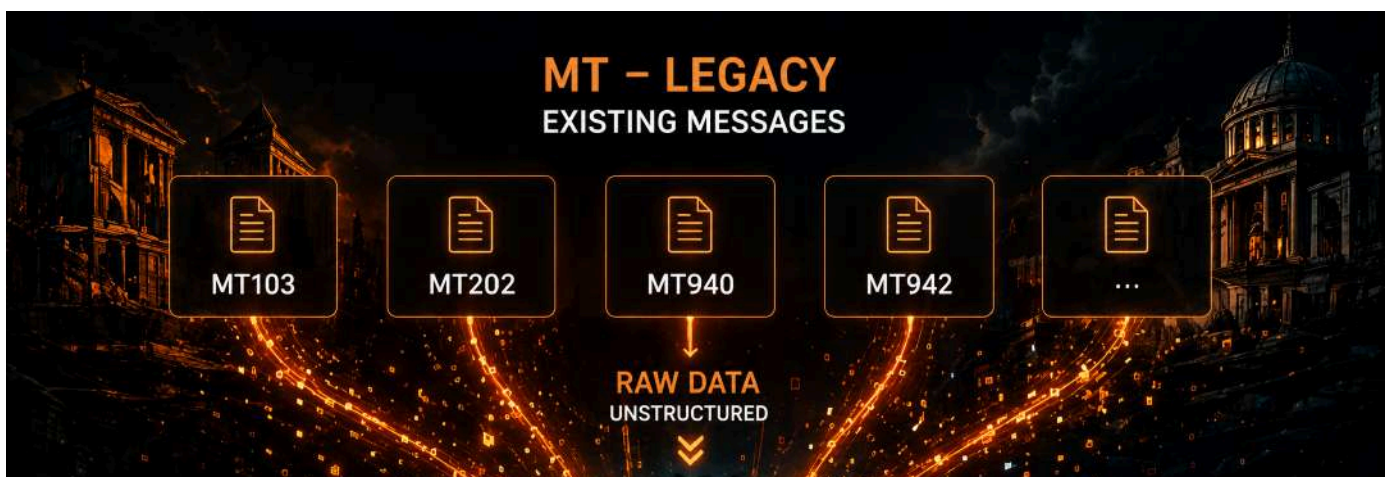 MT – LEGACY
EXISTING MESSAGES
MT103
MT202
MT940
MT942
...
RAW DATA
UNSTRUCTURED